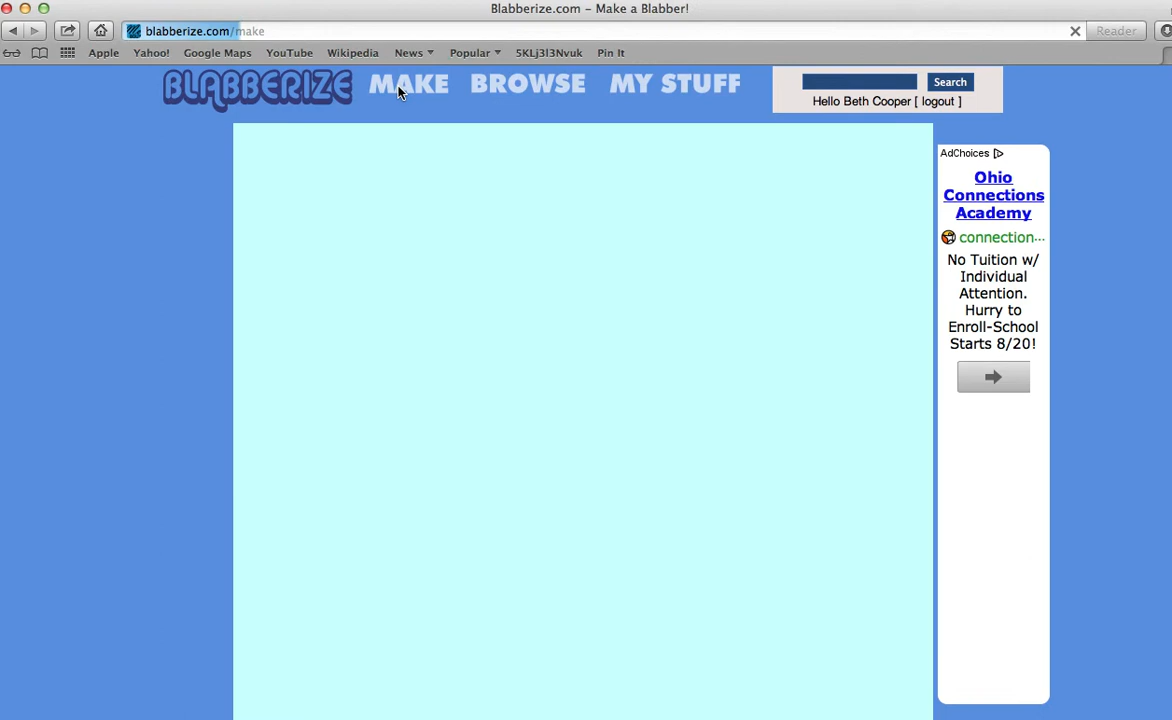 Blabberize.com – Make a Blabber!
blabberize.com/make
Reader
Apple Yahoo! Google Maps YouTube Wikipedia News Popular 5KLj3l3Nvuk Pin It
BLABBERIZE MAKE BROWSE MY STUFF
Search
Hello Beth Cooper [ logout ]
AdChoices
Ohio
Connections
Academy
connection...
No Tuition w/
Individual
Attention.
Hurry to
Enroll-School
Starts 8/20!